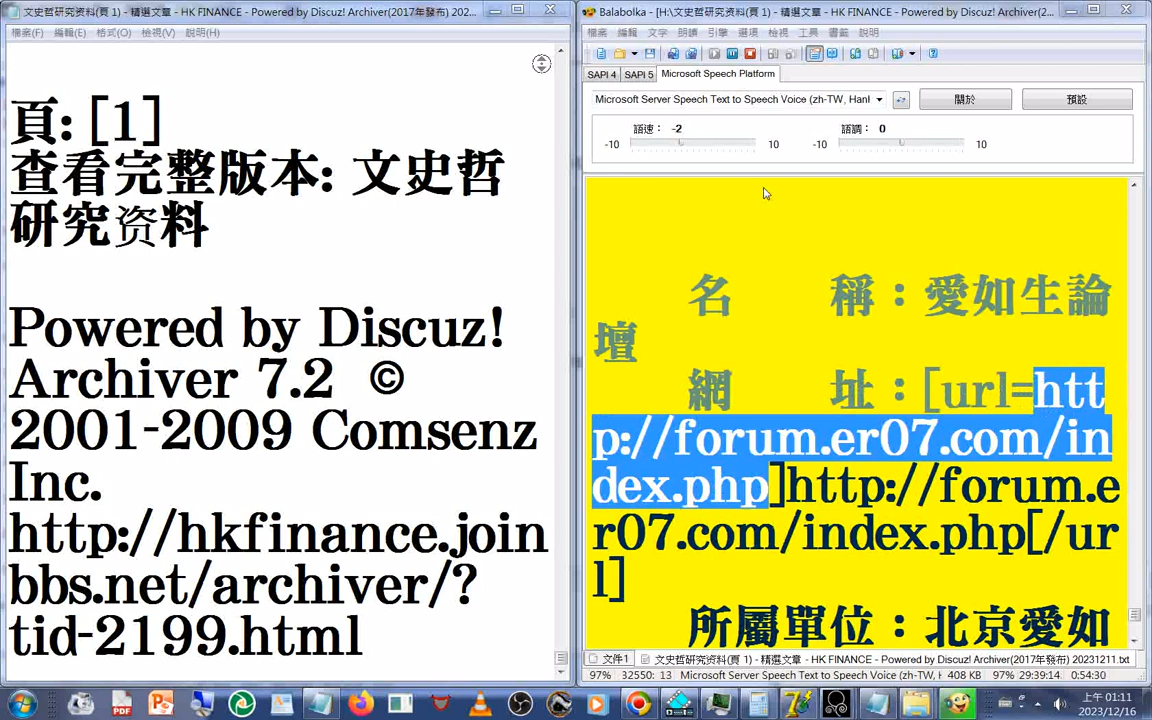 文史哲研究资料(頁 1) - 精選文章 - HK FINANCE - Powered by Discuz! Archiver(2017年發布) 202...
檔案(F) 編輯(E) 格式(O) 檢視(V) 說明(H)
頁: [1]
查看完整版本: 文史哲
研究资料
Powered by Discuz!
Archiver 7.2 ©
2001-2009 Comsenz
Inc.
http://hkfinance.join
bbs.net/archiver/?
tid-2199.html
Balabolka - [H:\文史哲研究资料(頁 1) - 精選文章 - HK FINANCE - Powered by Discuz! Archiver(2...
檔案 編輯 文字 朗讀 引擎 選項 檢視 工具 書籤 說明
SAPI 4 SAPI 5 Microsoft Speech Platform
Microsoft Server Speech Text to Speech Voice (zh-TW, Hanl
關於 預設
語速： -2 語調： 0
-10 10 -10 10
名 稱：愛如生論
壇
網 址：[url=htt
p://forum.er07.com/in
dex.php]http://forum.e
r07.com/index.php[/ur
l]
所屬單位：北京愛如
文件1 文史哲研究资料(頁 1) - 精選文章 - HK FINANCE - Powered by Discuz! Archiver(2017年發布) 20231211.txt
97% 32550: 13 Microsoft Server Speech Text to Speech Voice (zh-TW, H 408 KB 29:39:14 97% 0:54:30
上午 01:11
2023/12/16